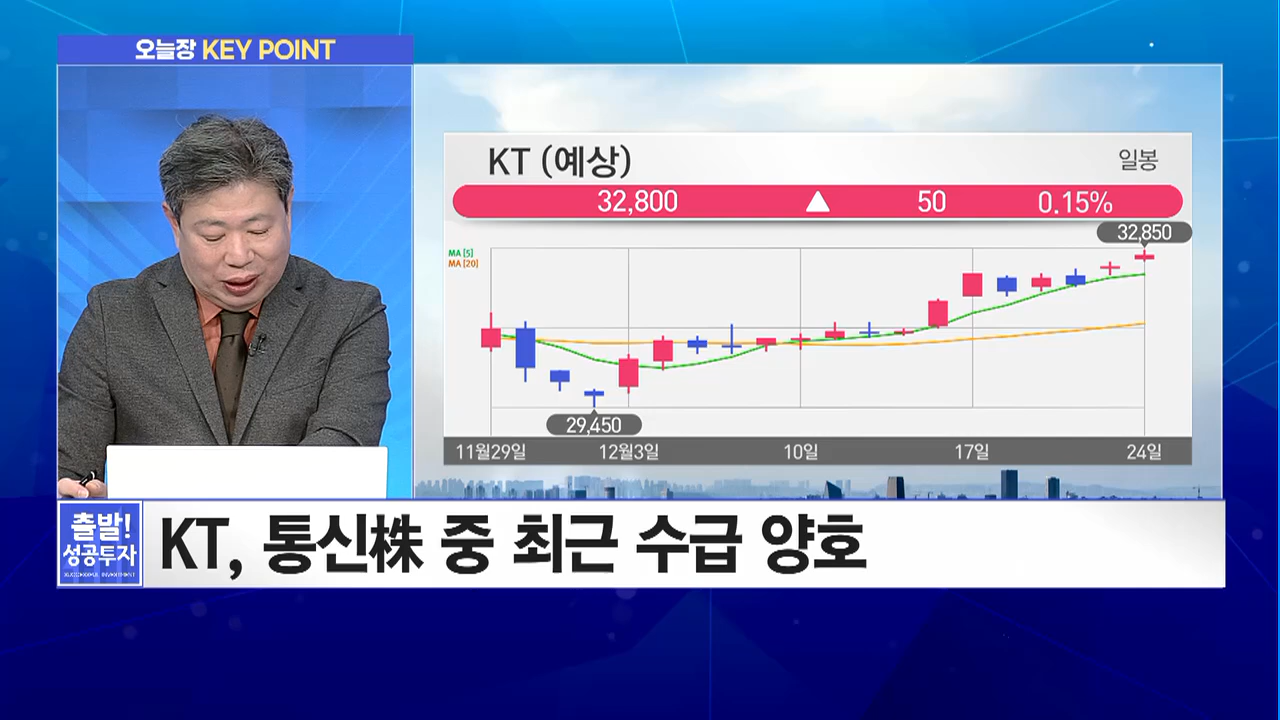 오늘장 KEY POINT
KT (예상)
일봉
32,800 ▲ 50 0.15%
32,850
MA [5]
MA [20]
29,450
11월29일 12월3일 10일 17일 24일
출발!
성공투자
KT, 통신株 중 최근 수급 양호